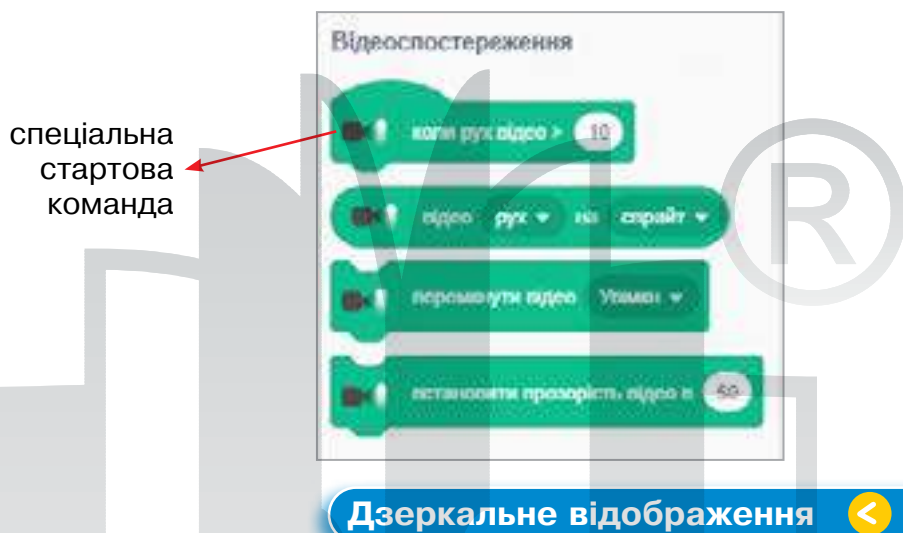 Відеоспостереження
коли рух відео > 10
спеціальна
стартова
команда
відео рух на спрайт
перемкнути відео Увімкн
встановити прозорість відео в 50
®
Дзеркальне відображення